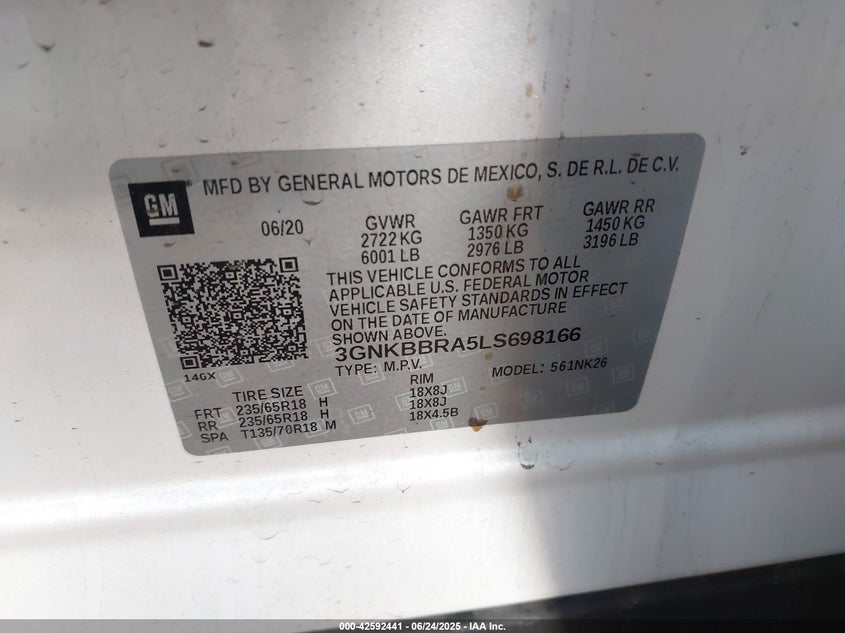 GM
® MFD BY GENERAL MOTORS DE MEXICO, S. DE R.L. DE C.V.
06/20 GVWR GAWR FRT GAWR RR
2722 KG 1350 KG 1450 KG
6001 LB 2976 LB 3196 LB
THIS VEHICLE CONFORMS TO ALL
APPLICABLE U.S. FEDERAL MOTOR
VEHICLE SAFETY STANDARDS IN EFFECT
ON THE DATE OF MANUFACTURE
SHOWN ABOVE.
3GNKBBRA5LS698166
14GX TYPE: M.P.V. MODEL: 561NK26
TIRE SIZE RIM
FRT 235/65R18 H 18X8J
RR 235/65R18 H 18X8J
SPA T135/70R18 M 18X4.5B
000-42592441 - 06/24/2025 - IAA Inc.